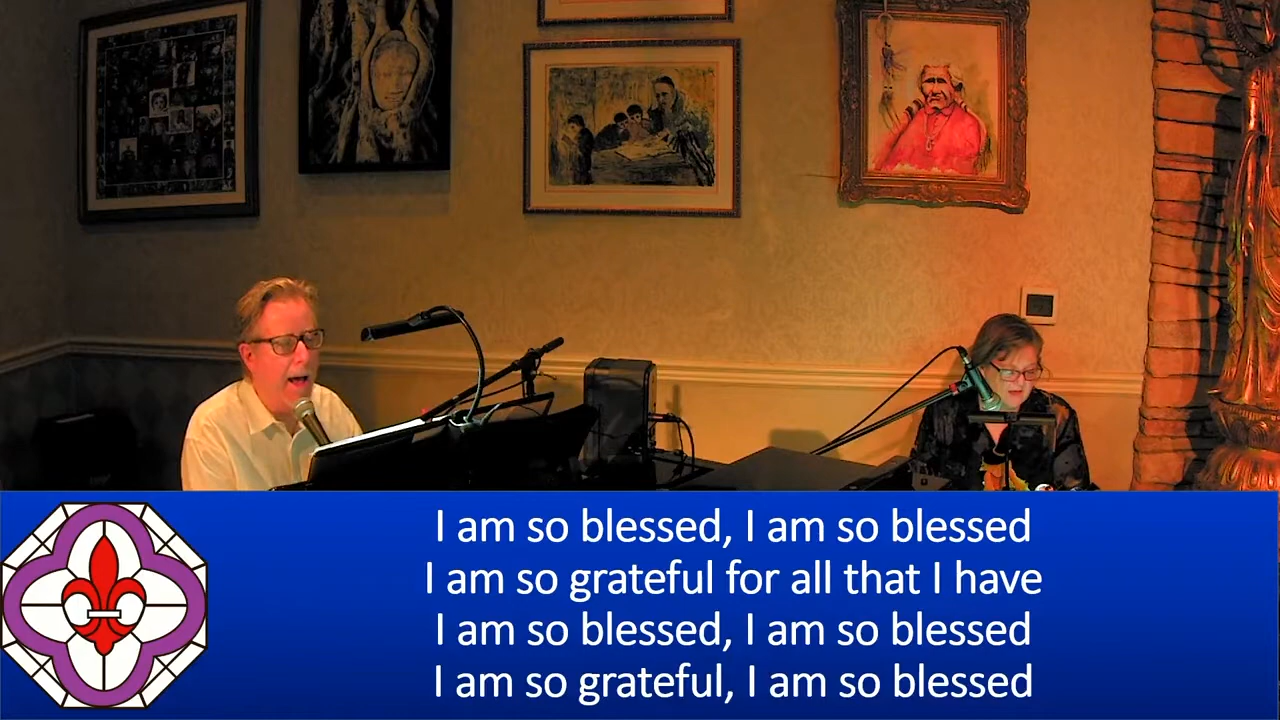 I am so blessed, I am so blessed
I am so grateful for all that I have
I am so blessed, I am so blessed
I am so grateful, I am so blessed